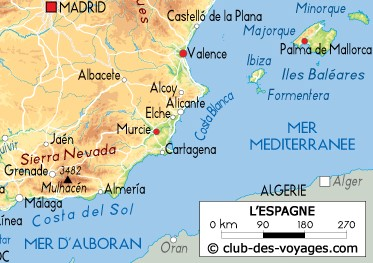 MADRID
Castelló de la Plana
Minorque
Majorque
Palma de Mallorca
Valence
Ibiza
Iles Baléares
Formentera
Albacete
Alcoy
Alicante
Elche
Costa Blanca
Murcie
MER
MEDITERRANEE
Jaén
Sierra Nevada
Cartagena
Grenade
3482
Mulhacén
Almería
ALGERIE
Alger
Málaga
Costa del Sol
MER D'ALBORAN
Oran
L'ESPAGNE
0 km 90 180 270
© club-des-voyages.com